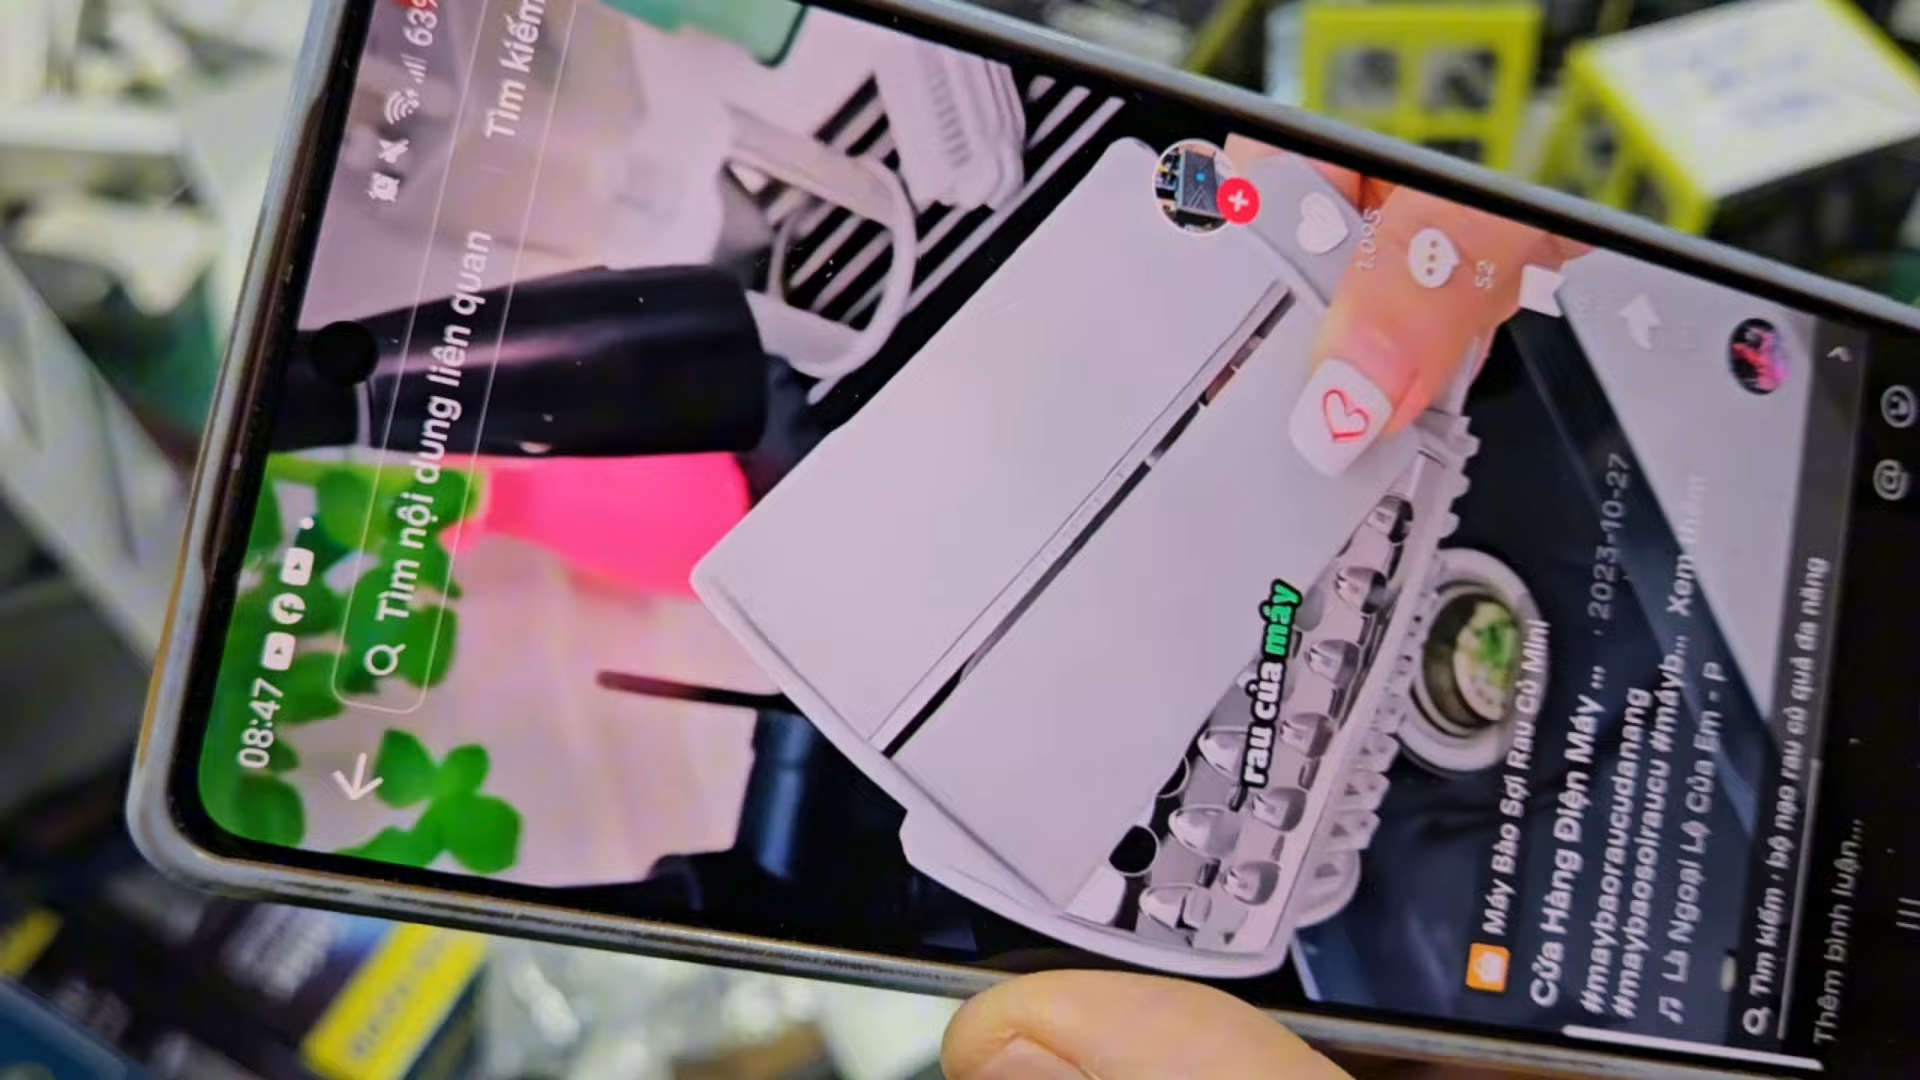 08:47
63%
Tìm nội dung liên quan
Tìm kiếm
1.095
52
rau của máy
Máy Bào Sợi Rau Củ Mini
Cửa Hàng Điện Máy ... · 2023-10-27
#maybaoraucudanang
#maybaosoiraucu #máyb... Xem thêm
Là Ngoại Lệ Của Em - P
Tìm kiếm · bộ nạo rau củ quả đa năng
Thêm bình luận...